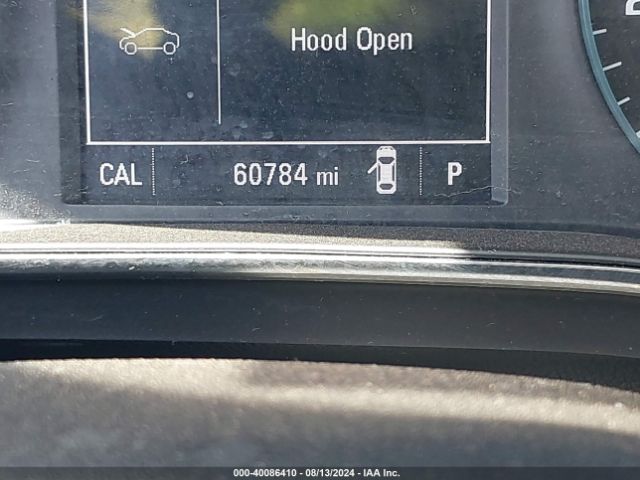 Hood Open
CAL 60784 mi P
000-40086410 - 08/13/2024 - IAA Inc.